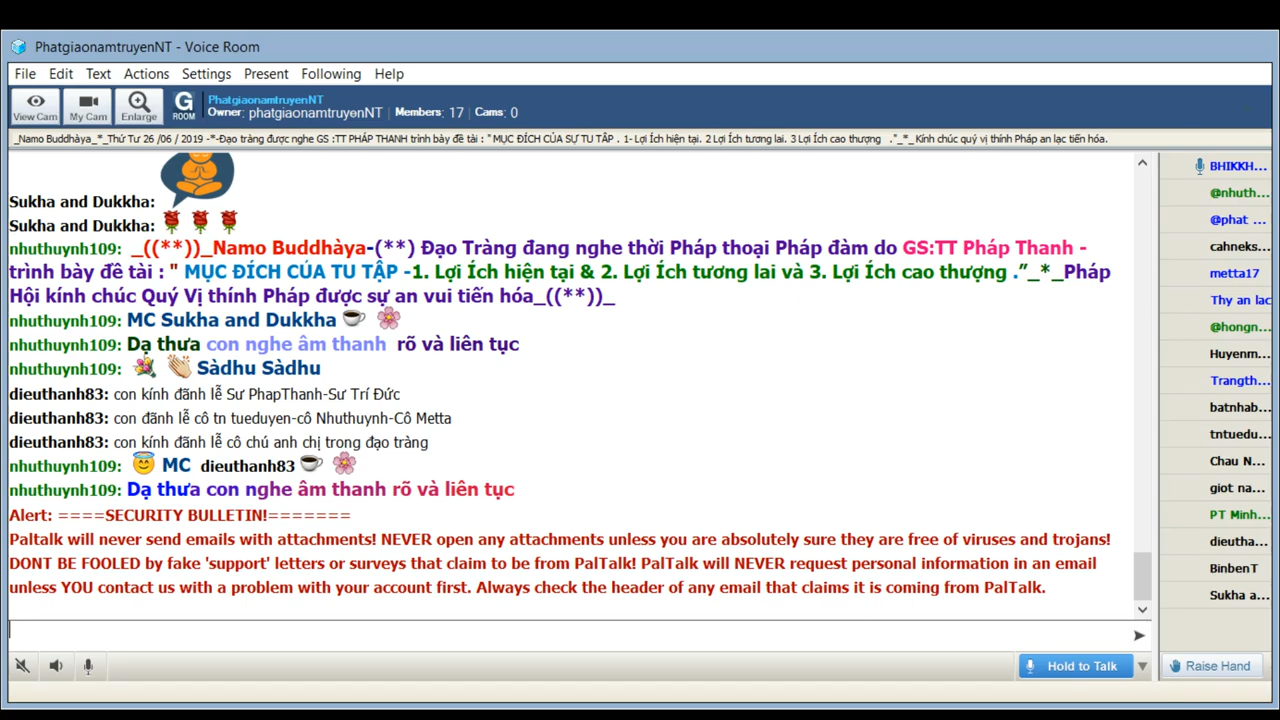 PhatgiaonamtruyenNT - Voice Room
File Edit Text Actions Settings Present Following Help
View Cam My Cam Enlarge G ROOM
PhatgiaonamtruyenNT
Owner: phatgiaonamtruyenNT Members: 17 Cams: 0
_Namo Buddhàya_*_Thứ Tư 26 /06 / 2019 -*-Đạo tràng được nghe GS :TT PHÁP THANH trình bày đề tài : " MỤC ĐÍCH CỦA SỰ TU TẬP . 1- Lợi Ích hiện tại. 2 Lợi Ích tương lai. 3 Lợi Ích cao thượng ."_*_ Kính chúc quý vị thính Pháp an lạc tiến hóa.
Sukha and Dukkha:
Sukha and Dukkha:
nhuthuynh109: _((**))_Namo Buddhàya-(**) Đạo Tràng đang nghe thời Pháp thoại Pháp đàm do GS:TT Pháp Thanh -
trình bày đề tài : " MỤC ĐÍCH CÚA TU TẬP -1. Lợi Ích hiện tại & 2. Lợi Ích tương lai và 3. Lợi Ích cao thượng .”_*_Pháp
Hội kính chúc Quý Vị thính Pháp được sự an vui tiến hóa_((**))_
nhuthuynh109: MC Sukha and Dukkha
nhuthuynh109: Dạ thưa con nghe âm thanh rõ và liên tục
nhuthuynh109: Sàdhu Sàdhu
dieuthanh83: con kính đãnh lễ Sư PhapThanh-Sư Trí Đức
dieuthanh83: con đãnh lễ cô tn tueduyen-cô Nhuthuynh-Cô Metta
dieuthanh83: con kính đãnh lễ cô chú anh chị trong đạo tràng
nhuthuynh109: MC dieuthanh83
nhuthuynh109: Dạ thưa con nghe âm thanh rõ và liên tục
Alert: ====SECURITY BULLETIN!=======
Paltalk will never send emails with attachments! NEVER open any attachments unless you are absolutely sure they are free of viruses and trojans!
DONT BE FOOLED by fake 'support' letters or surveys that claim to be from PalTalk! PalTalk will NEVER request personal information in an email
unless YOU contact us with a problem with your account first. Always check the header of any email that claims it is coming from PalTalk.
BHIKKH...
@nhuth...
@phat ...
cahneks...
metta17
Thy an lac
@hongn...
Huyenm...
Trangth...
batnhab...
tntuedu...
Chau N...
giot na...
PT Minh...
dieutha...
BinbenT
Sukha a...
Hold to Talk
Raise Hand